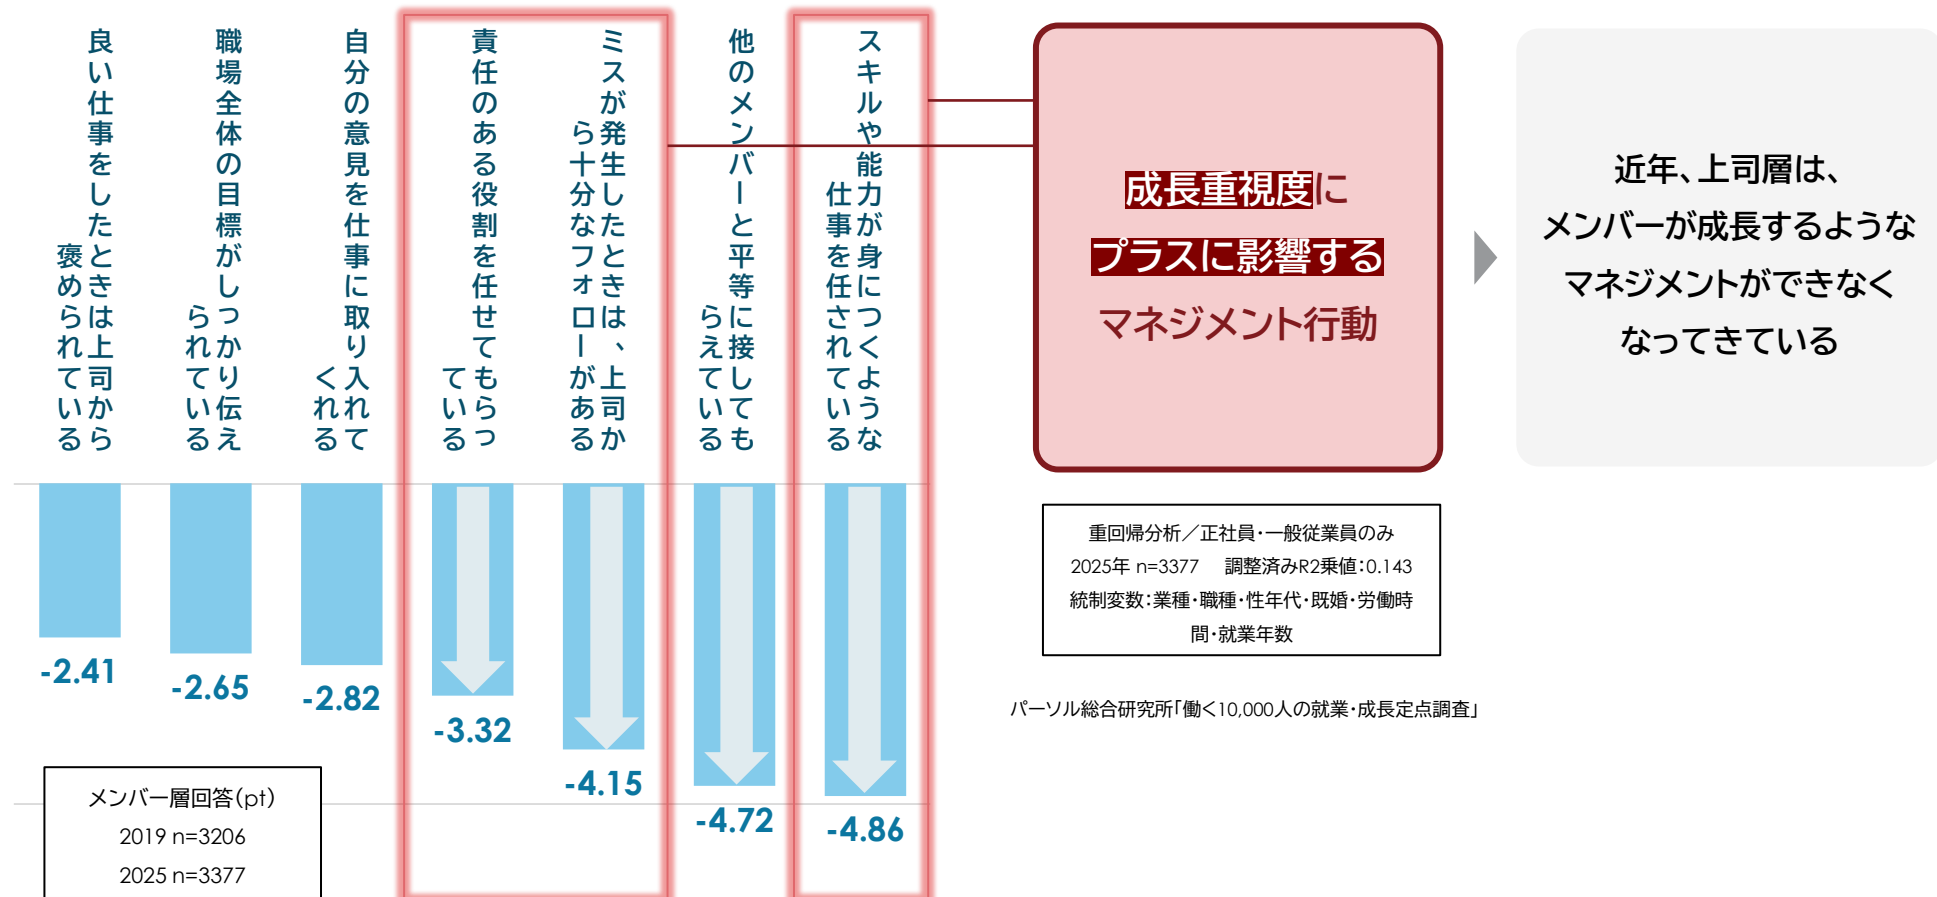 良い仕事をしたときは上司から
褒められている
職場全体の目標がしっかり伝え
られている
自分の意見を仕事に取り入れて
くれる
責任のある役割を任せてもらっ
ている
ミスが発生したときは、上司か
ら十分なフォローがある
他のメンバーと平等に接しても
らえている
スキルや能力が身につくような
仕事を任されている
-2.41
-2.65
-2.82
-3.32
-4.15
-4.72
-4.86
メンバー層回答(pt)
2019 n=3206
2025 n=3377
成長重視度に
プラスに影響する
マネジメント行動
重回帰分析／正社員・一般従業員のみ
2025年 n=3377 調整済みR2乗値：0.143
統制変数：業種・職種・性年代・既婚・労働時
間・就業年数
パーソル総合研究所「働く10,000人の就業・成長定点調査」
近年、上司層は、
メンバーが成長するような
マネジメントができなく
なってきている